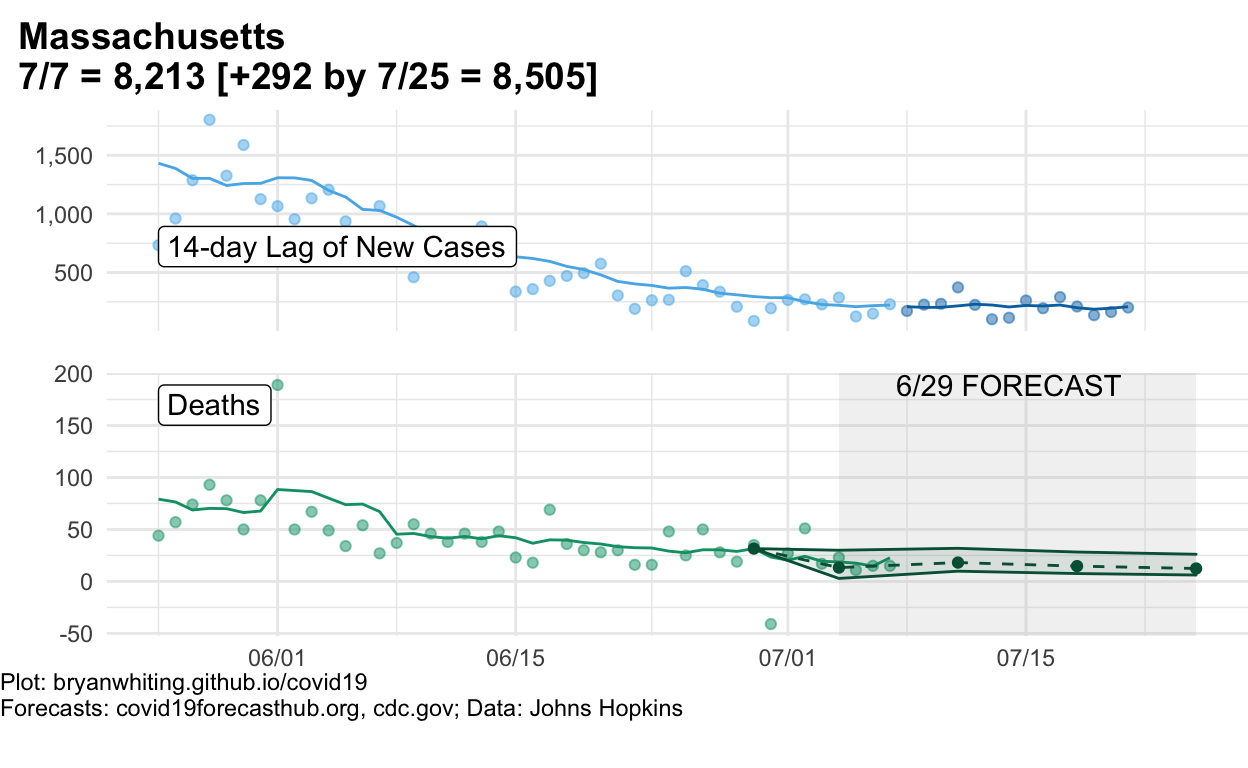 Massachusetts
7/7 = 8,213 [+292 by 7/25 = 8,505]
1,500
1,000
500
14-day Lag of New Cases
200
150
100
50
0
-50
Deaths
6/29 FORECAST
06/01 06/15 07/01 07/15
Plot: bryanwhiting.github.io/covid19
Forecasts: covid19forecasthub.org, cdc.gov; Data: Johns Hopkins